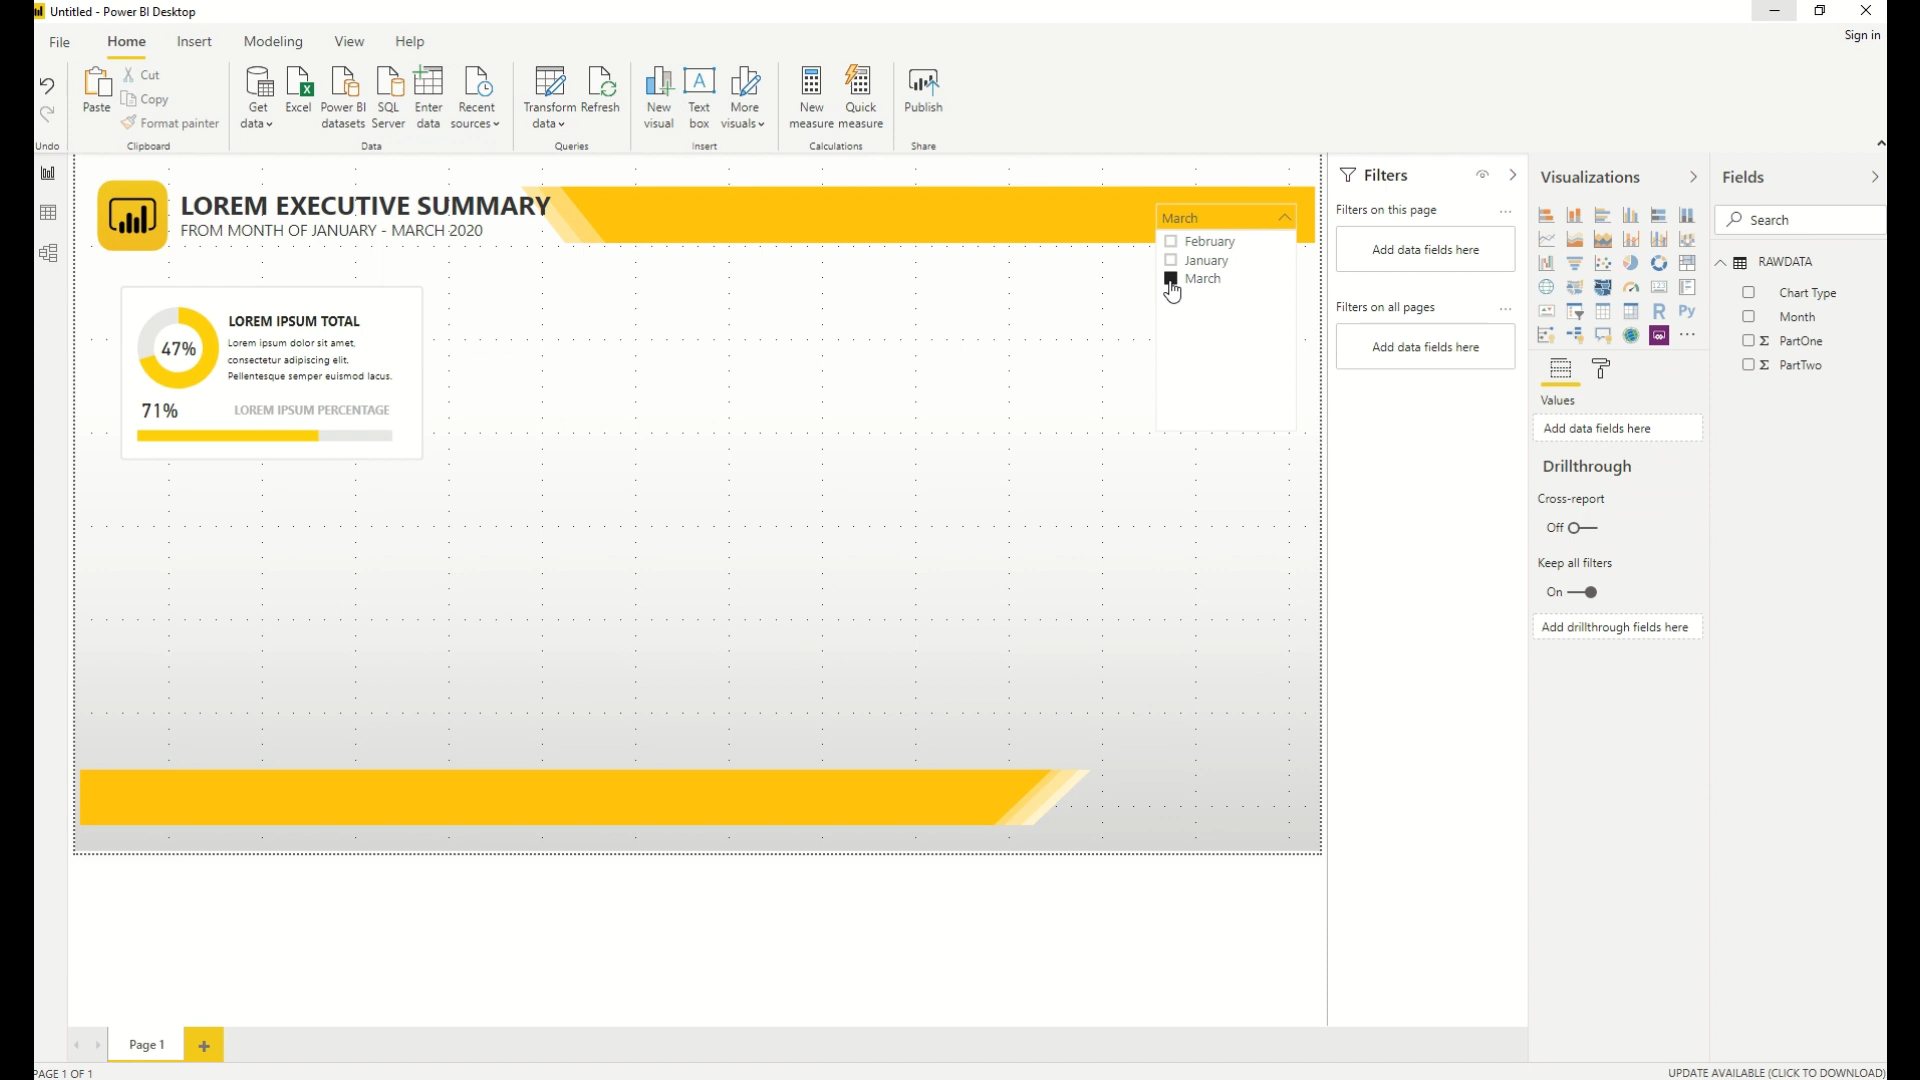 Untitled - Power BI Desktop
File Home Insert Modeling View Help
Sign in
Paste
Cut
Copy
Format painter
Get data
Excel
Power BI datasets
SQL Server
Enter data
Recent sources
Transform data
Refresh
New visual
Text box
More visuals
New measure
Quick measure
Publish
Undo
Clipboard
Data
Queries
Insert
Calculations
Share
LOREM EXECUTIVE SUMMARY
FROM MONTH OF JANUARY - MARCH 2020
March
February
January
March
47%
LOREM IPSUM TOTAL
Lorem ipsum dolor sit amet,
consectetur adipiscing elit.
Pellentesque semper euismod lacus.
71%
LOREM IPSUM PERCENTAGE
Filters
Filters on this page
Add data fields here
Filters on all pages
Add data fields here
Visualizations
R
Py
Values
Add data fields here
Drillthrough
Cross-report
Off
Keep all filters
On
Add drillthrough fields here
Fields
Search
RAWDATA
Chart Type
Month
Σ PartOne
Σ PartTwo
Page 1
PAGE 1 OF 1
UPDATE AVAILABLE (CLICK TO DOWNLOAD)